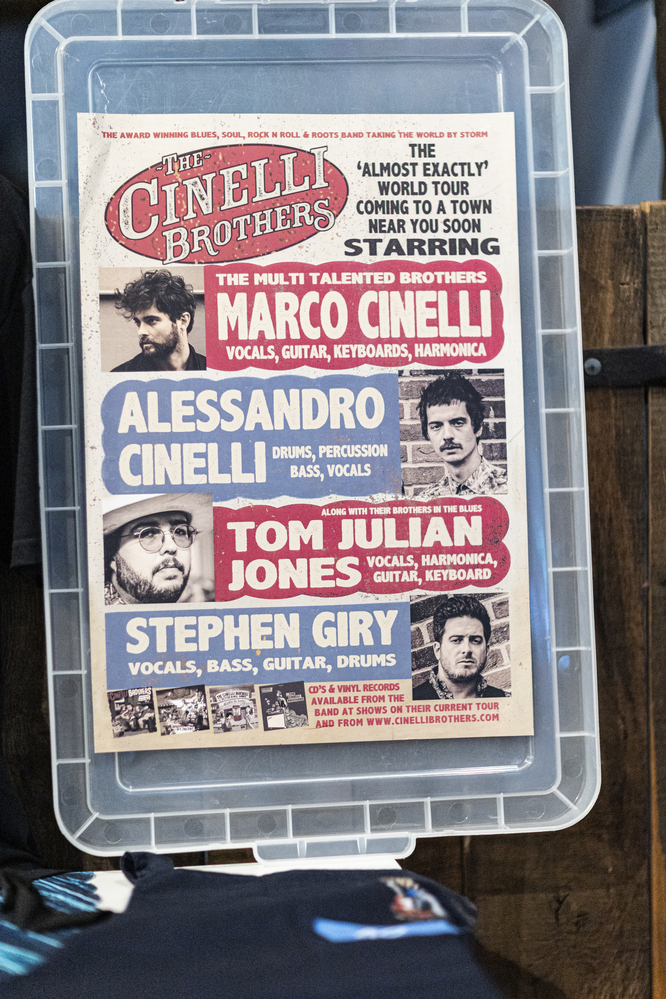 THE AWARD WINNING BLUES, SOUL, ROCK N ROLL & ROOTS BAND TAKING THE WORLD BY STORM
-THE-
CINELLI
BROTHERS
THE
'ALMOST EXACTLY'
WORLD TOUR
COMING TO A TOWN
NEAR YOU SOON
STARRING
THE MULTI TALENTED BROTHERS
MARCO CINELLI
VOCALS, GUITAR, KEYBOARDS, HARMONICA
ALESSANDRO
CINELLI
DRUMS, PERCUSSION
BASS, VOCALS
ALONG WITH THEIR BROTHERS IN THE BLUES
TOM JULIAN
JONES
VOCALS, HARMONICA,
GUITAR, KEYBOARD
STEPHEN GIRY
VOCALS, BASS, GUITAR, DRUMS
CD'S & VINYL RECORDS
AVAILABLE FROM THE
BAND AT SHOWS ON THEIR CURRENT TOUR
AND FROM WWW.CINELLIBROTHERS.COM